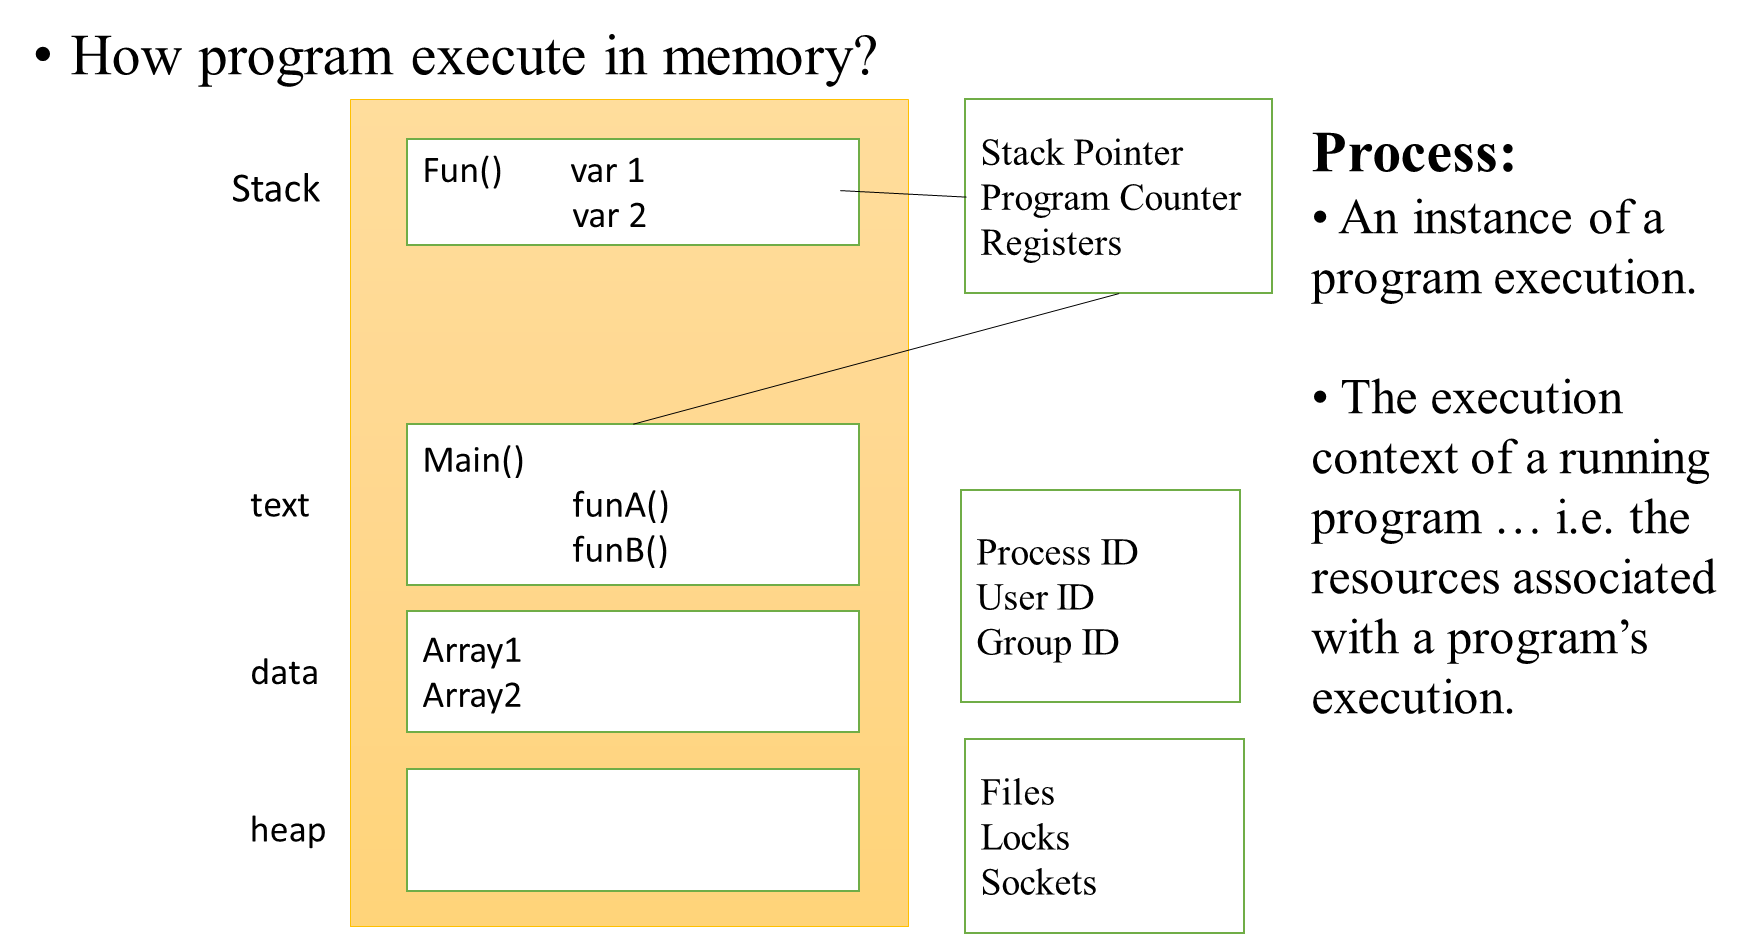 • How program execute in memory?
Stack
Fun() var 1
var 2
Stack Pointer
Program Counter
Registers
text
Main()
funA()
funB()
data
Array1
Array2
heap
Process ID
User ID
Group ID
Files
Locks
Sockets
Process:
• An instance of a
program execution.
• The execution
context of a running
program … i.e. the
resources associated
with a program’s
execution.